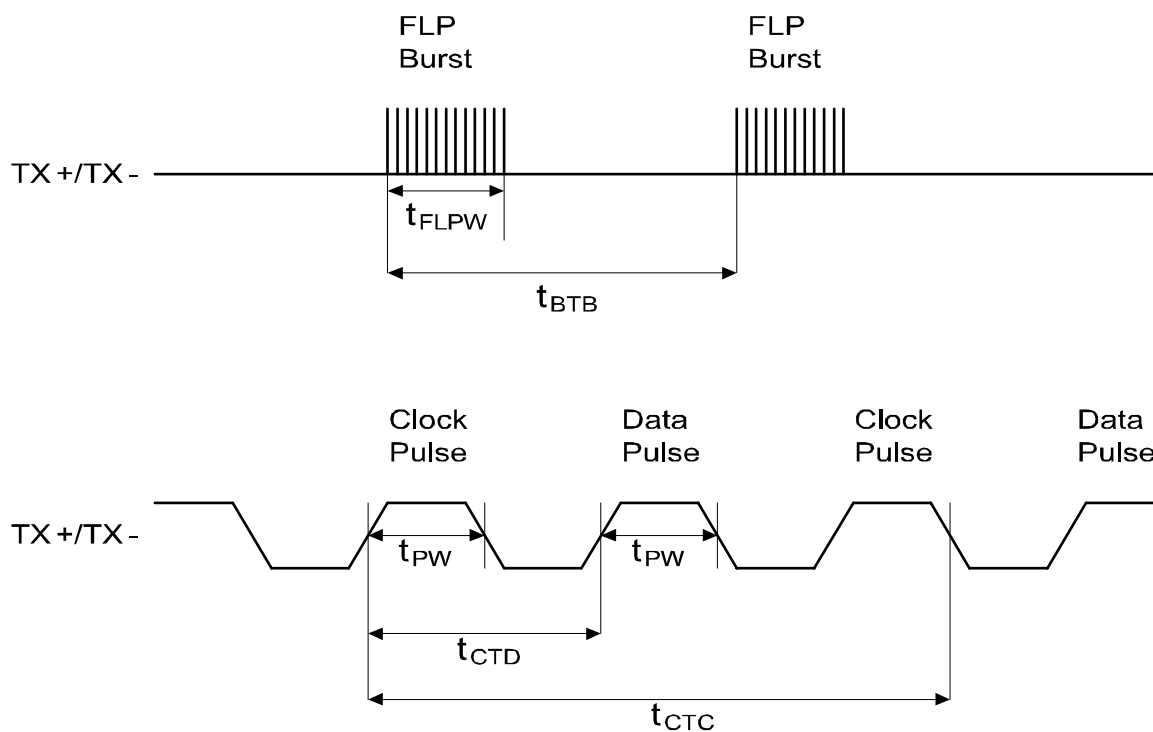 FLP
Burst
FLP
Burst
TX+/TX-
tFLPW
tBTB
Clock
Pulse
Data
Pulse
Clock
Pulse
Data
Pulse
TX+/TX-
tPW
tPW
tCTD
tCTC